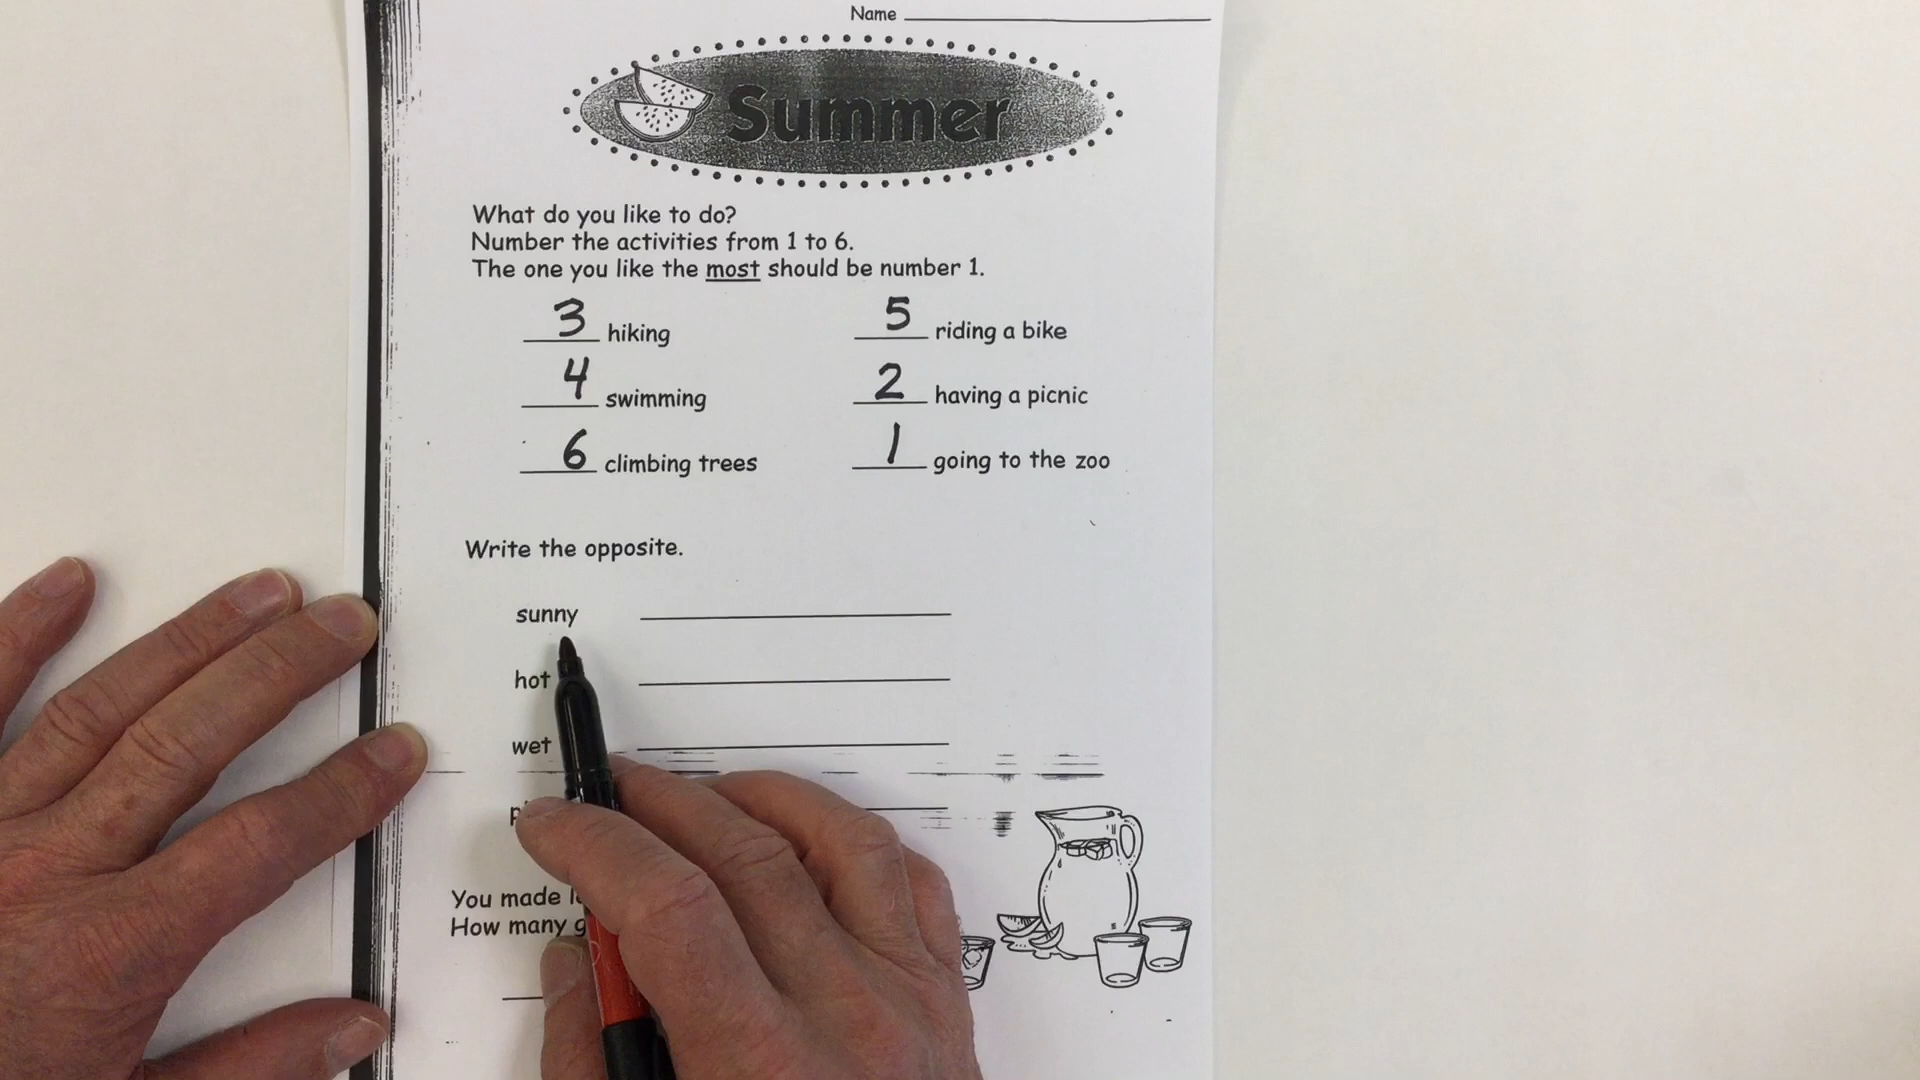 Name
Summer
What do you like to do?
Number the activities from 1 to 6.
The one you like the most should be number 1.
3 hiking
5 riding a bike
4 swimming
2 having a picnic
6 climbing trees
1 going to the zoo
Write the opposite.
sunny
hot
wet
You made
How many